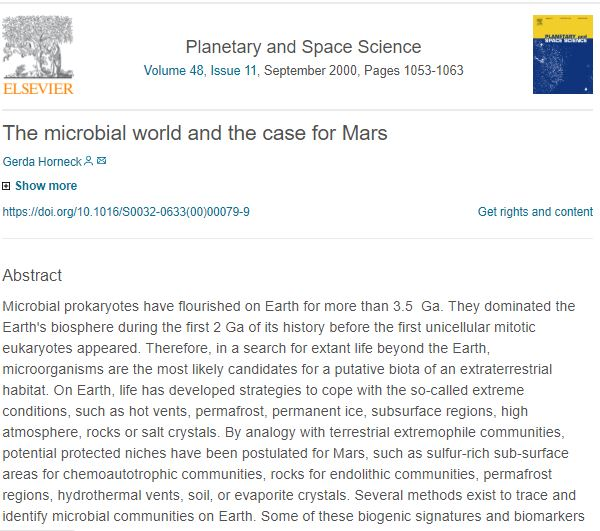 ELSEVIER
Planetary and Space Science
Volume 48, Issue 11, September 2000, Pages 1053-1063
PLANETARY and
SPACE SCIENCE
The microbial world and the case for Mars
Gerda Horneck
Show more
https://doi.org/10.1016/S0032-0633(00)00079-9
Get rights and content
Abstract
Microbial prokaryotes have flourished on Earth for more than 3.5 Ga. They dominated the
Earth's biosphere during the first 2 Ga of its history before the first unicellular mitotic
eukaryotes appeared. Therefore, in a search for extant life beyond the Earth,
microorganisms are the most likely candidates for a putative biota of an extraterrestrial
habitat. On Earth, life has developed strategies to cope with the so-called extreme
conditions, such as hot vents, permafrost, permanent ice, subsurface regions, high
atmosphere, rocks or salt crystals. By analogy with terrestrial extremophile communities,
potential protected niches have been postulated for Mars, such as sulfur-rich sub-surface
areas for chemoautotrophic communities, rocks for endolithic communities, permafrost
regions, hydrothermal vents, soil, or evaporite crystals. Several methods exist to trace and
identify microbial communities on Earth. Some of these biogenic signatures and biomarkers